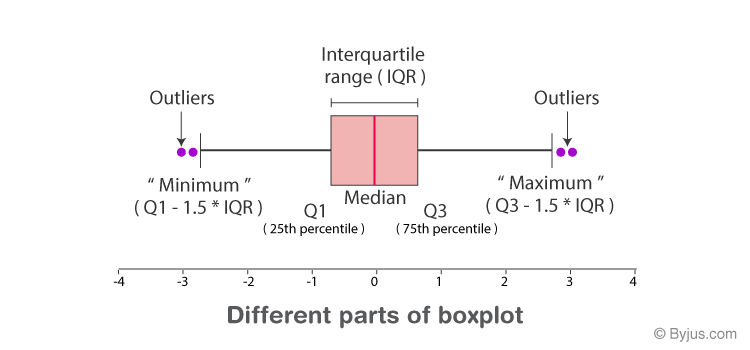 Interquartile
range ( IQR )
Outliers
Outliers
“ Minimum ”
( Q1 - 1.5 * IQR )
Median
“ Maximum ”
( Q3 - 1.5 * IQR )
Q1
( 25th percentile )
Q3
( 75th percentile )
-4 -3 -2 -1 0 1 2 3 4
Different parts of boxplot
© Byjus.com